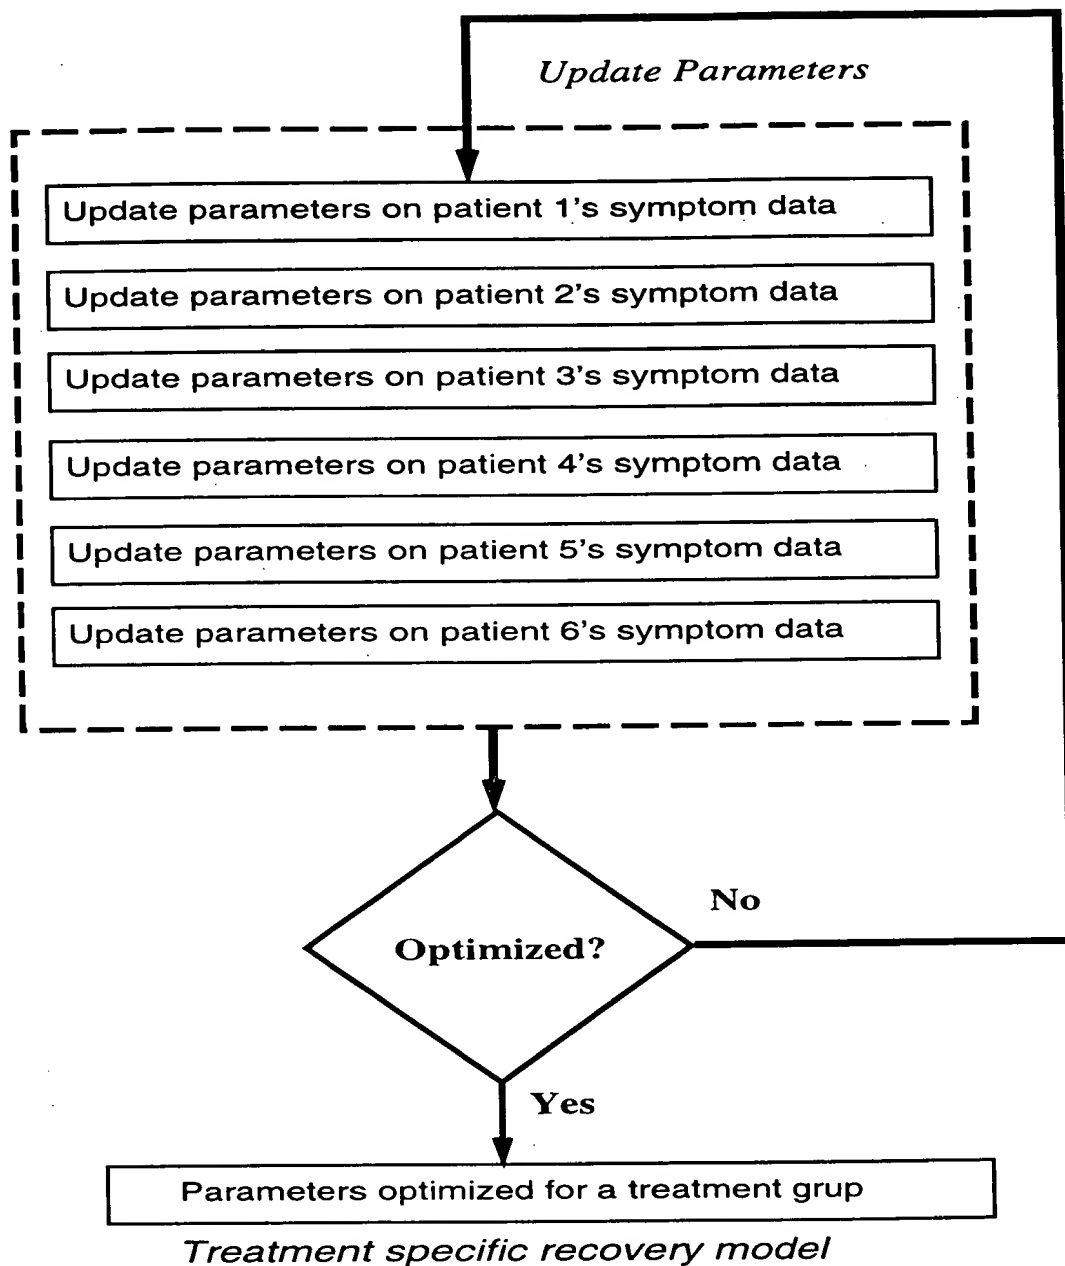 Update Parameters
Update parameters on patient 1's symptom data
Update parameters on patient 2's symptom data
Update parameters on patient 3's symptom data
Update parameters on patient 4's symptom data
Update parameters on patient 5's symptom data
Update parameters on patient 6's symptom data
No
Optimized?
Yes
Parameters optimized for a treatment grup
Treatment specific recovery model